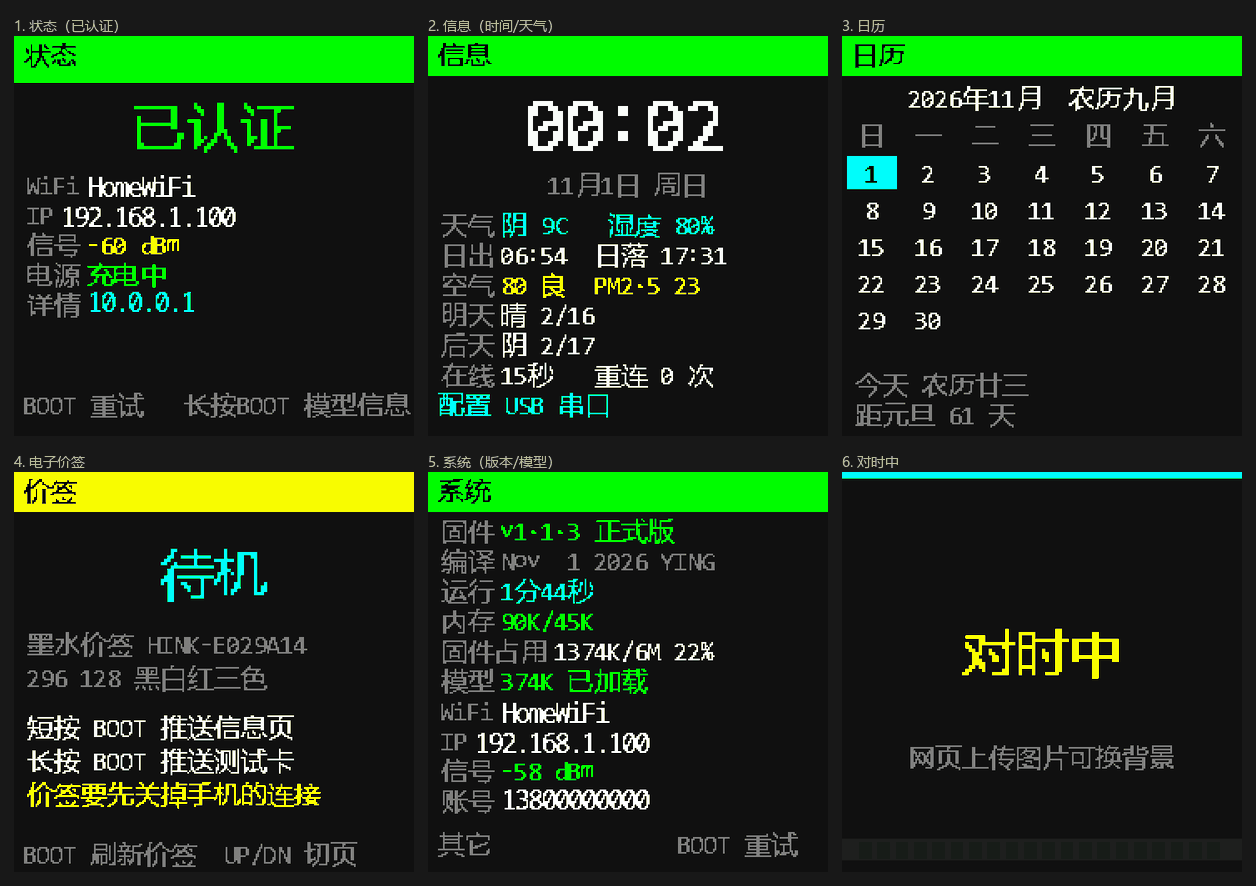 1. 状态（已认证）
状态
已认证
WiFi HomeWiFi
IP 192.168.1.100
信号 -60 dBm
电源 充电中
详情 10.0.0.1
BOOT 重试 长按BOOT 模型信息
2. 信息（时间/天气）
信息
00:02
11月1日 周日
天气 阴 9C 湿度 80%
日出 06:54 日落 17:31
空气 80 良 PM2.5 23
明天 晴 2/16
后天 阴 2/17
在线 15秒 重连 0 次
配置 USB 串口
3. 日历
日历
2026年11月 农历九月
日 一 二 三 四 五 六
1 2 3 4 5 6 7
8 9 10 11 12 13 14
15 16 17 18 19 20 21
22 23 24 25 26 27 28
29 30
今天 农历廿三
距元旦 61 天
4. 电子价签
价签
待机
墨水价签 HINK-E029A14
296 128 黑白红三色
短按 BOOT 推送信息页
长按 BOOT 推送测试卡
价签要先关掉手机的连接
BOOT 刷新价签 UP/DN 切页
5. 系统（版本/模型）
系统
固件 v1.1.3 正式版
编译 Nov 1 2026 YING
运行 1分44秒
内存 90K/45K
固件占用 1374K/6M 22%
模型 374K 已加载
WiFi HomeWiFi
IP 192.168.1.100
信号 -58 dBm
账号 13800000000
其它 BOOT 重试
6. 对时中
对时中
网页上传图片可换背景